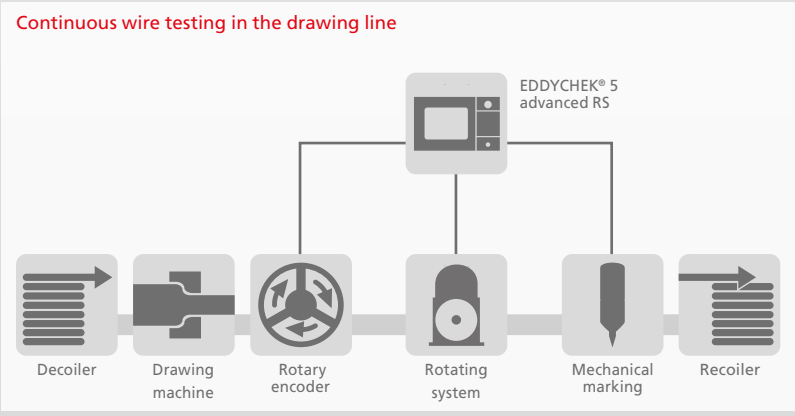 Continuous wire testing in the drawing line
EDDYCHEK® 5
advanced RS
Decoiler
Drawing
machine
Rotary
encoder
Rotating
system
Mechanical
marking
Recoiler